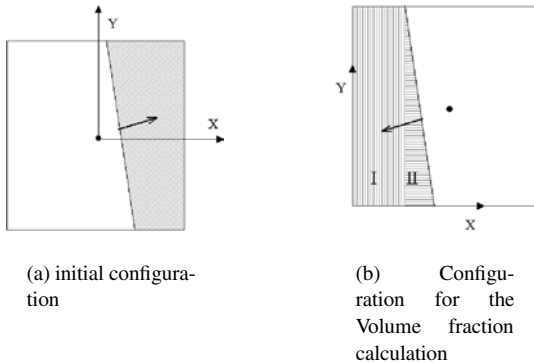 Y
X
Y
I
II
X
(a) initial configura-
tion
(b) Configu-
ration for the
Volume fraction
calculation